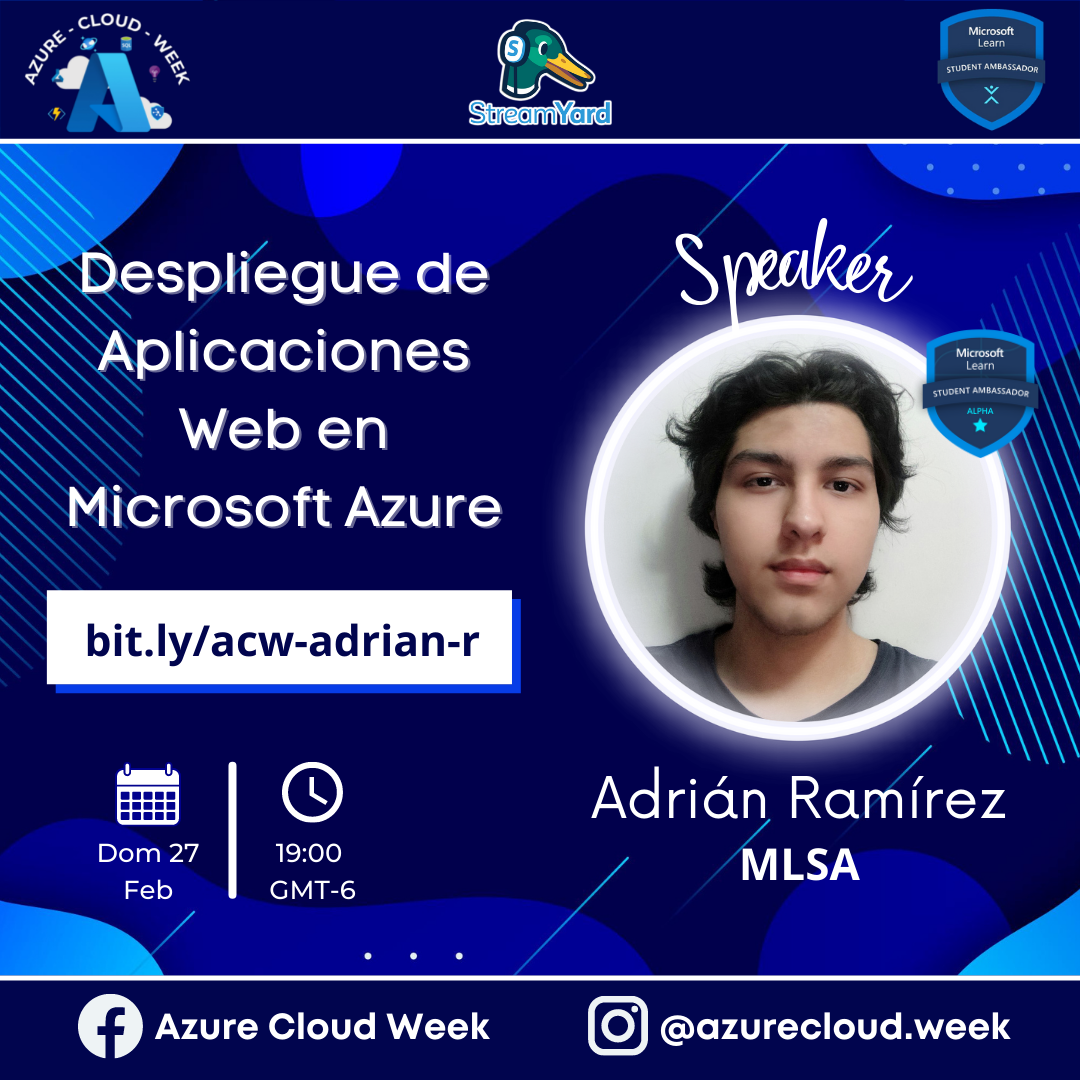 AZURE - CLOUD - WEEK
SQL
S
StreamYard
Microsoft
Learn
STUDENT AMBASSADOR
Despliegue de
Aplicaciones
Web en
Microsoft Azure
bit.ly/acw-adrian-r
Dom 27
Feb
19:00
GMT-6
Speaker
Microsoft
Learn
STUDENT AMBASSADOR
ALPHA
Adrián Ramírez
MLSA
Azure Cloud Week
@azurecloud.week